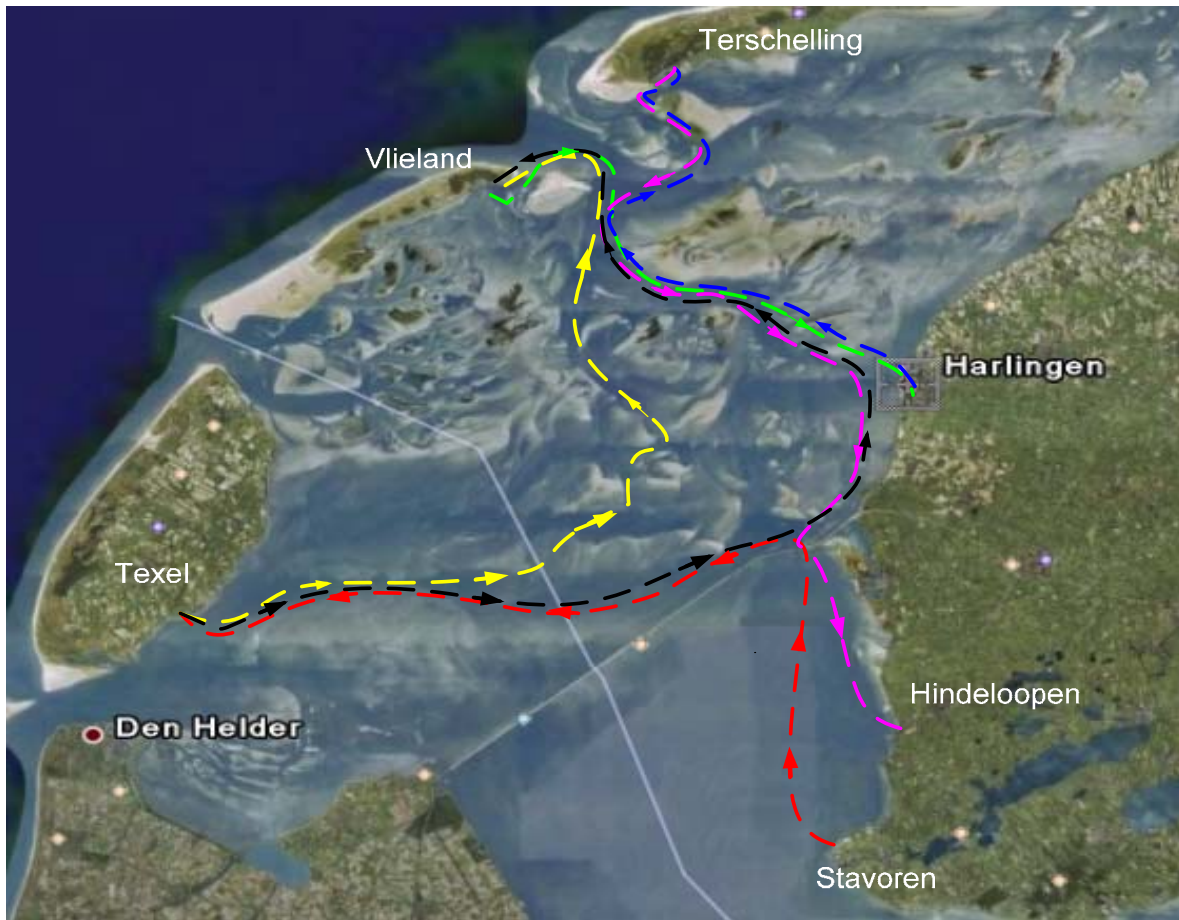 Terschelling
Vlieland
Harlingen
Texel
Hindeloopen
Den Helder
Stavoren